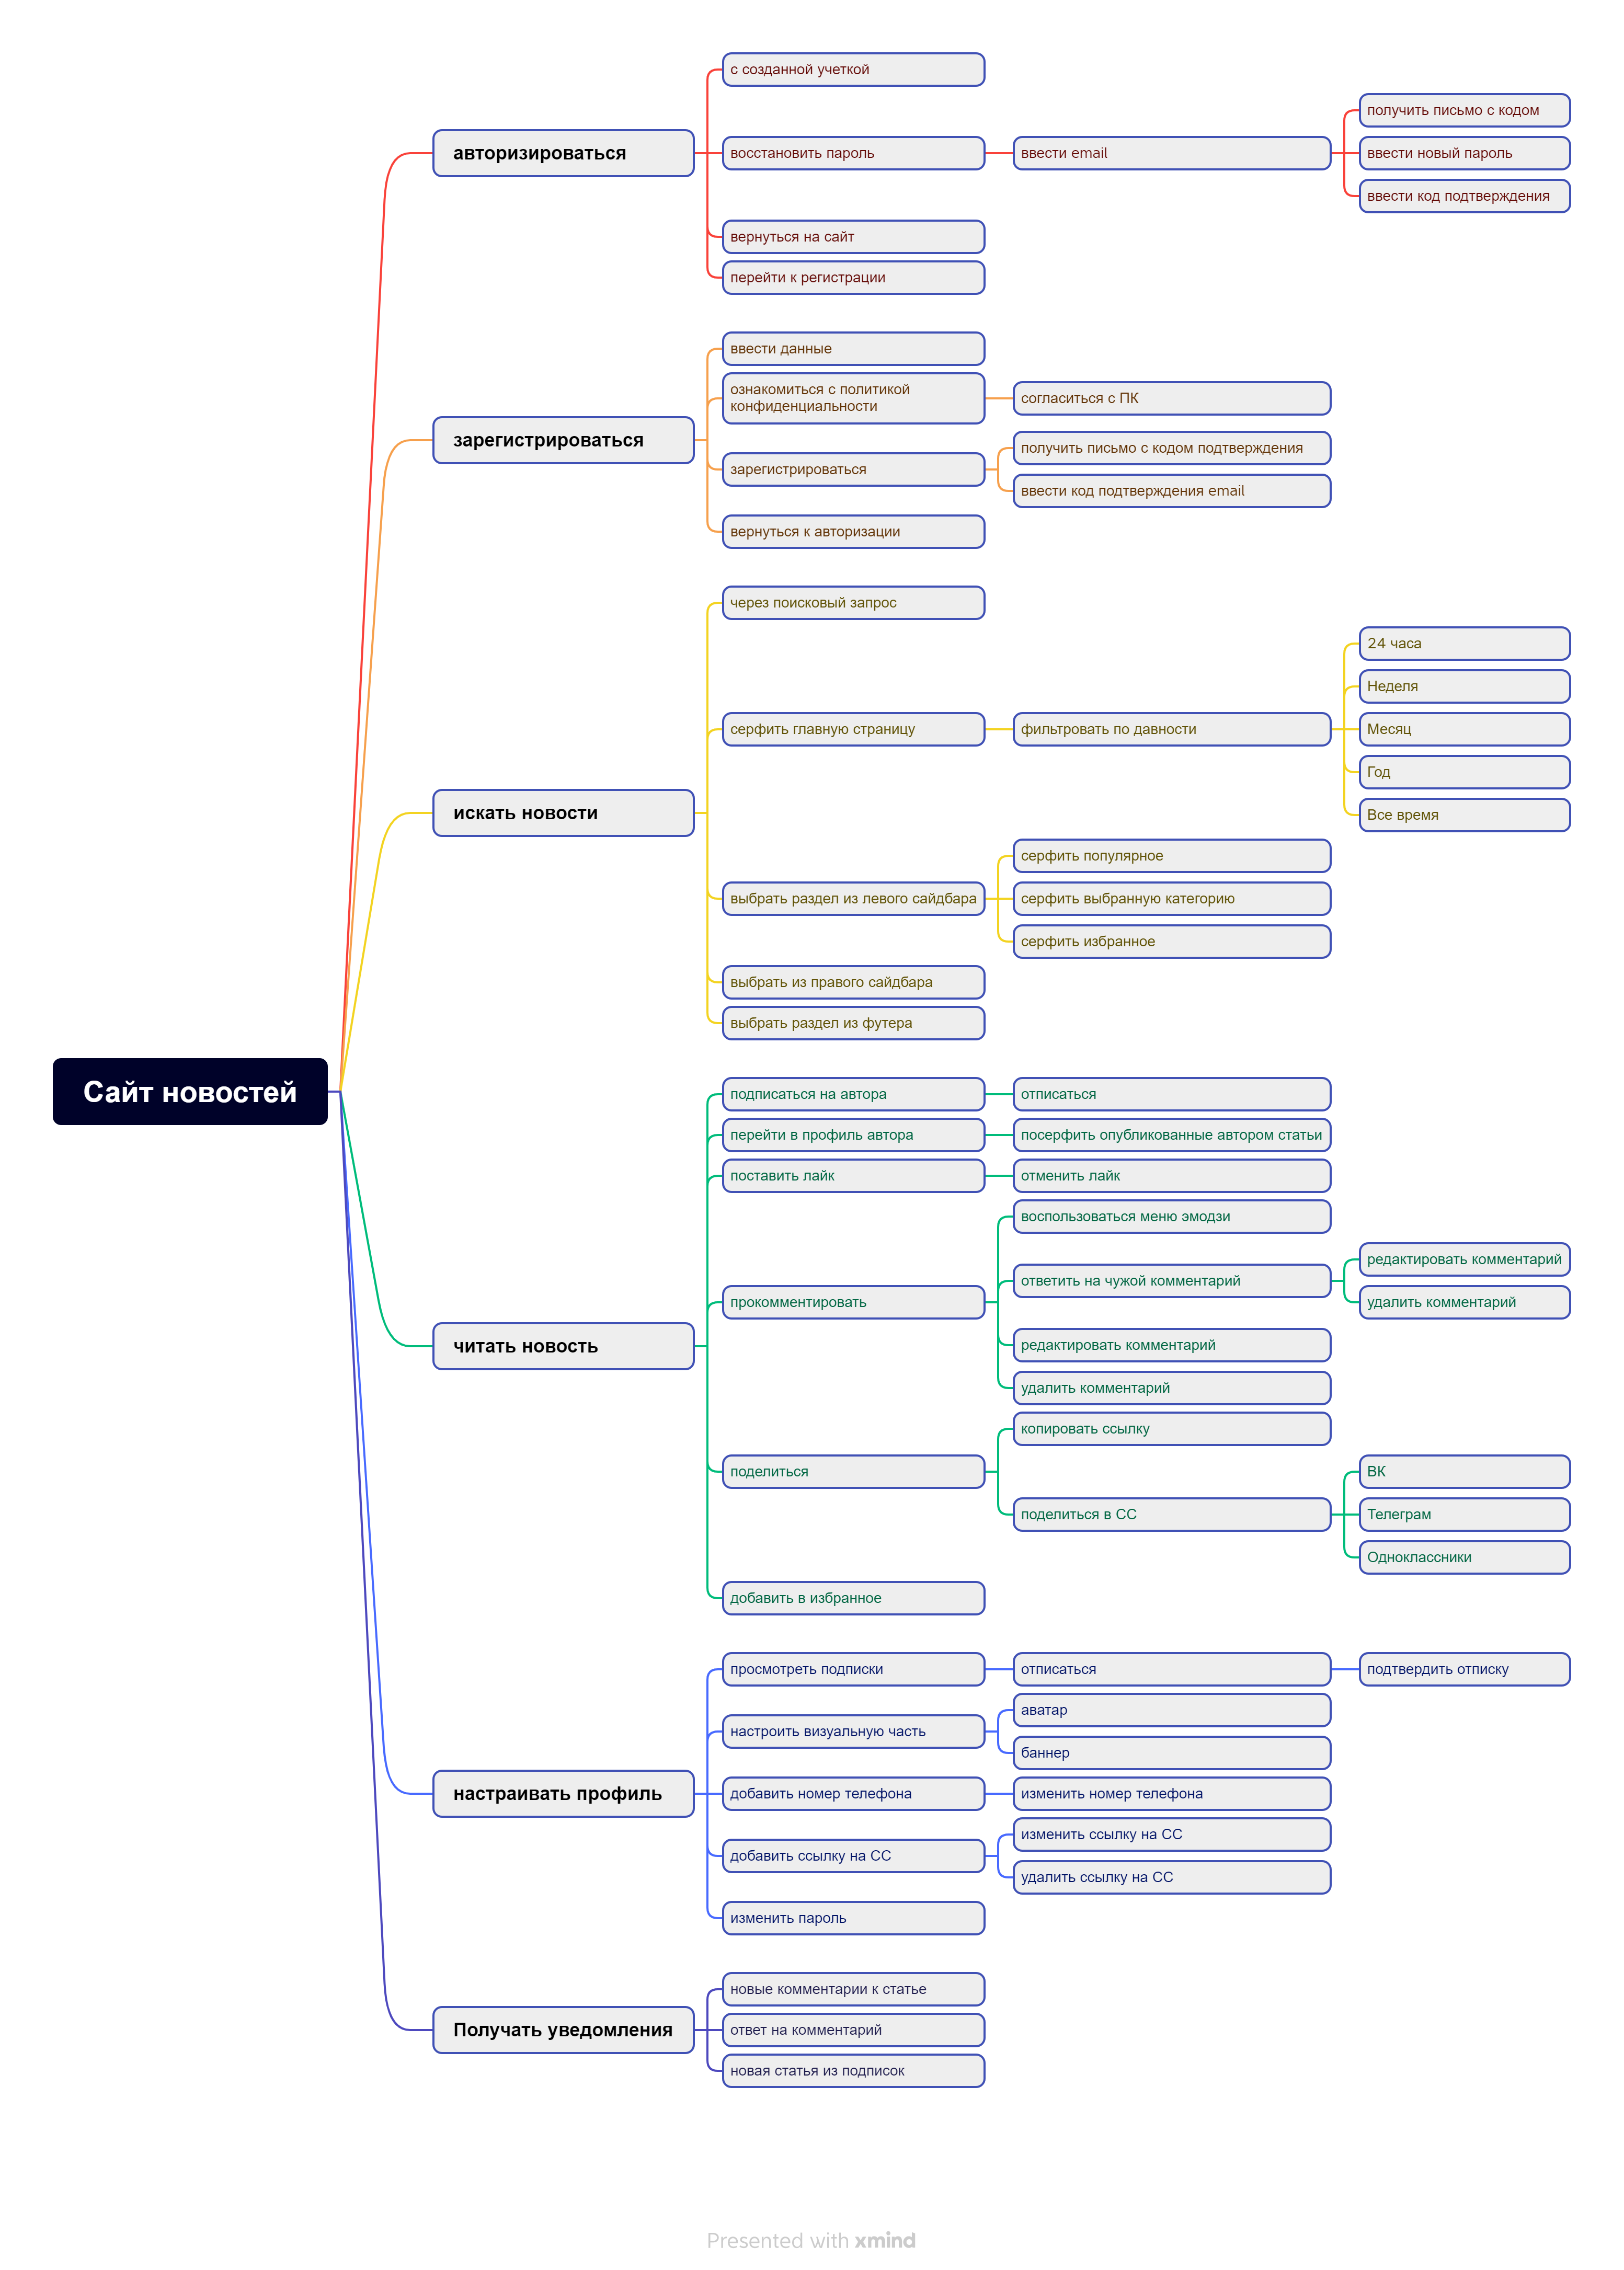 Сайт новостей
авторизироваться
с созданной учеткой
восстановить пароль
ввести email
получить письмо с кодом
ввести новый пароль
ввести код подтверждения
вернуться на сайт
перейти к регистрации
зарегистрироваться
ввести данные
ознакомиться с политикой
конфиденциальности
согласиться с ПК
зарегистрироваться
получить письмо с кодом подтверждения
ввести код подтверждения email
вернуться к авторизации
искать новости
через поисковый запрос
серфить главную страницу
фильтровать по давности
24 часа
Неделя
Месяц
Год
Все время
выбрать раздел из левого сайдбара
серфить популярное
серфить выбранную категорию
серфить избранное
выбрать из правого сайдбара
выбрать раздел из футера
читать новость
подписаться на автора
отписаться
перейти в профиль автора
посерфить опубликованные автором статьи
поставить лайк
отменить лайк
прокомментировать
воспользоваться меню эмодзи
ответить на чужой комментарий
редактировать комментарий
удалить комментарий
редактировать комментарий
удалить комментарий
поделиться
копировать ссылку
поделиться в СС
ВК
Телеграм
Одноклассники
добавить в избранное
настраивать профиль
просмотреть подписки
отписаться
подтвердить отписку
настроить визуальную часть
аватар
баннер
добавить номер телефона
изменить номер телефона
добавить ссылку на СС
изменить ссылку на СС
удалить ссылку на СС
изменить пароль
Получать уведомления
новые комментарии к статье
ответ на комментарий
новая статья из подписок
Presented with xmind